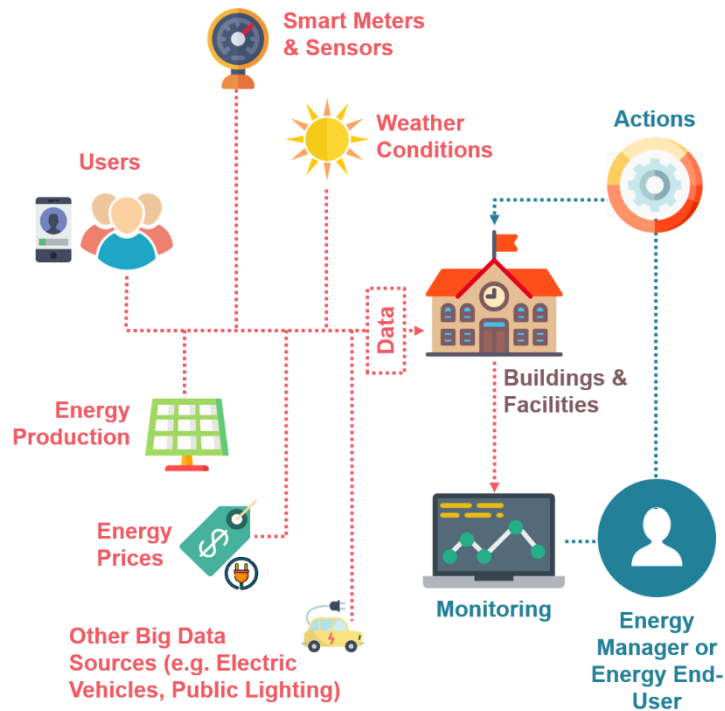 Smart Meters
& Sensors
Weather
Conditions
Actions
Users
Data
Buildings &
Facilities
Energy
Production
Energy
Prices
$
Monitoring
Other Big Data
Sources (e.g. Electric
Vehicles, Public Lighting)
Energy
Manager or
Energy End-
User